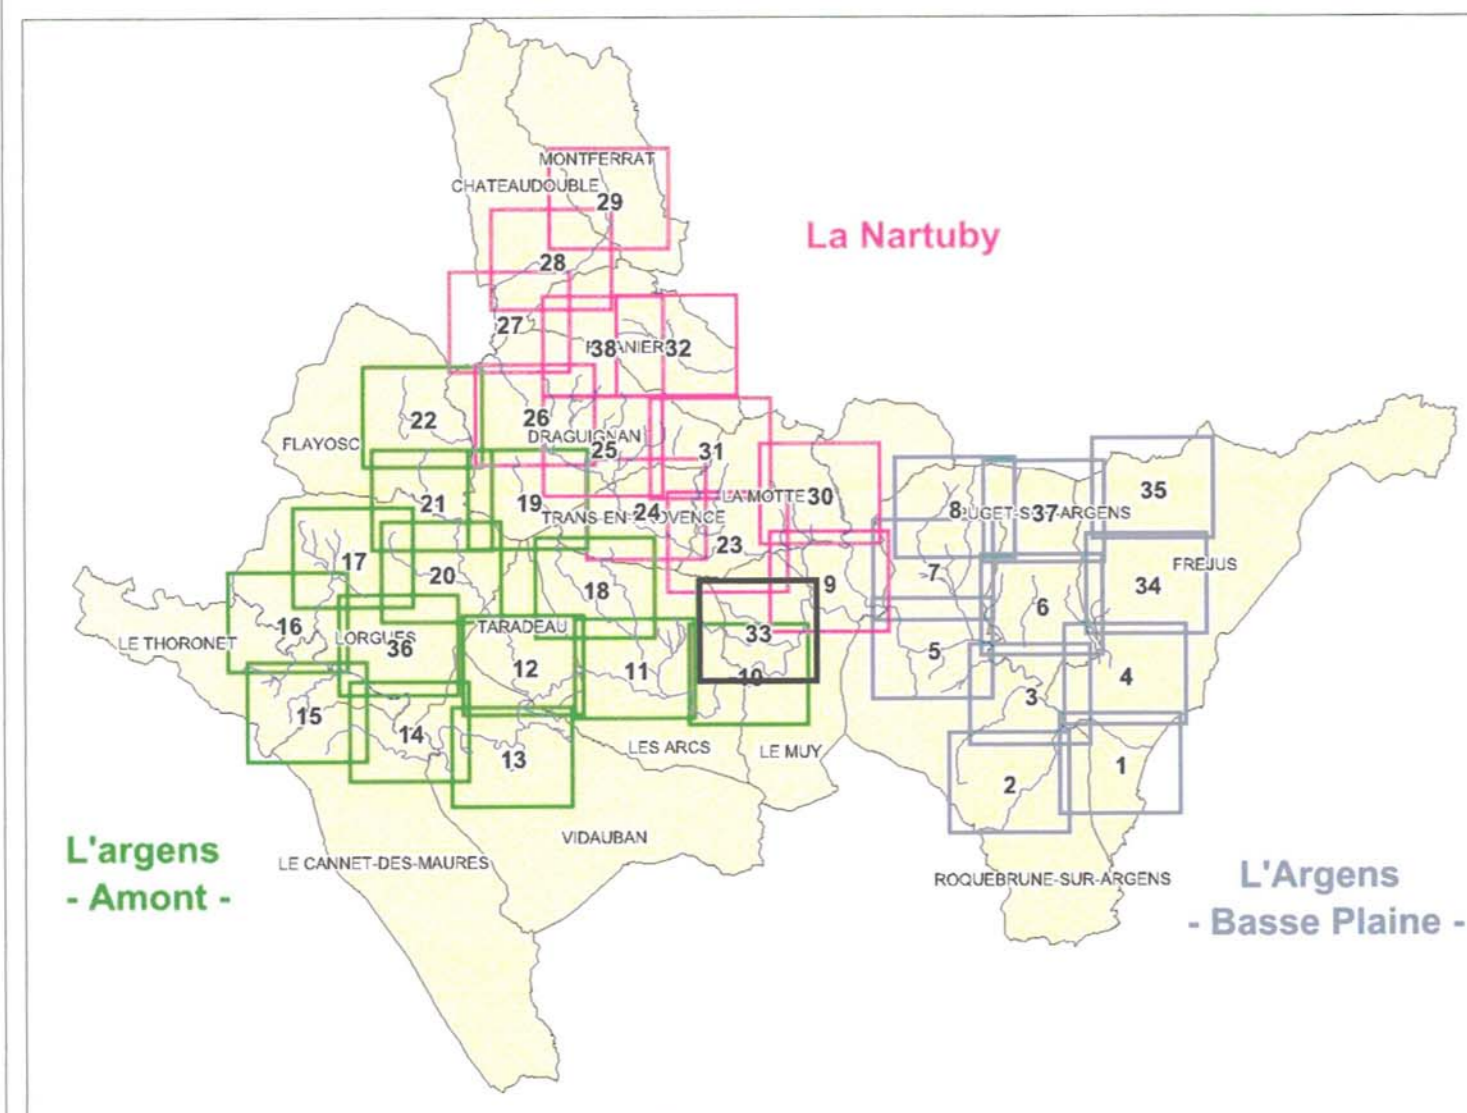 MONTFERRAT
CHATEAUDOUBLE
29
La Nartuby
28
27
38
32
22
26
FLAYOSC
DRAGUIGNAN
25
31
LA MOTTE
30
35
21
19
TRANS-EN-PROVENCE
24
8
37
23
17
20
18
9
7
6
34
FREJUS
16
LE THORONET
LORGUES
36
TARADEAU
33
12
11
10
5
4
3
15
14
13
LES ARCS
LE MUY
2
1
VIDAUBAN
L'argens
- Amont -
LE CANNET-DES-MAURES
ROQUEBRUNE-SUR-ARGENS
L'Argens
- Basse Plaine -